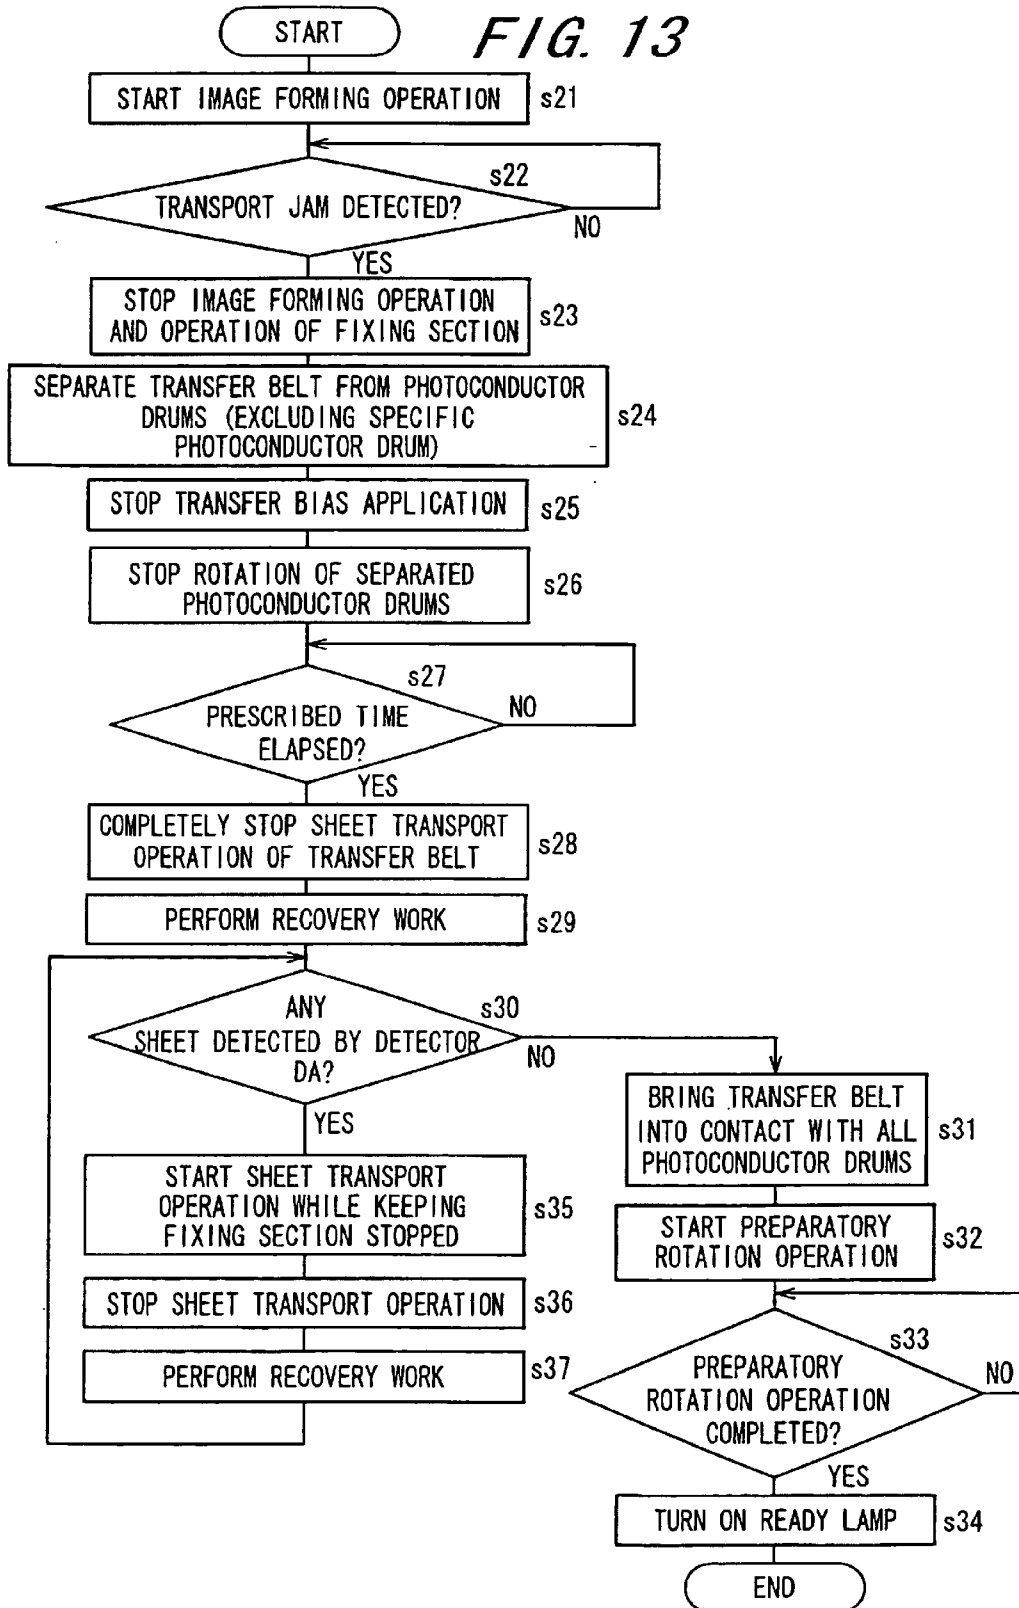 FIG. 13
START
START IMAGE FORMING OPERATION
s21
s22
TRANSPORT JAM DETECTED?
NO
YES
STOP IMAGE FORMING OPERATION
AND OPERATION OF FIXING SECTION
s23
SEPARATE TRANSFER BELT FROM PHOTOCONDUCTOR
DRUMS (EXCLUDING SPECIFIC
PHOTOCONDUCTOR DRUM)
s24
STOP TRANSFER BIAS APPLICATION
s25
STOP ROTATION OF SEPARATED
PHOTOCONDUCTOR DRUMS
s26
s27
PRESCRIBED TIME
ELAPSED?
NO
YES
COMPLETELY STOP SHEET TRANSPORT
OPERATION OF TRANSFER BELT
s28
PERFORM RECOVERY WORK
s29
s30
ANY
SHEET DETECTED BY DETECTOR
DA?
NO
YES
START SHEET TRANSPORT
OPERATION WHILE KEEPING
FIXING SECTION STOPPED
s35
STOP SHEET TRANSPORT OPERATION
s36
PERFORM RECOVERY WORK
s37
BRING TRANSFER BELT
INTO CONTACT WITH ALL
PHOTOCONDUCTOR DRUMS
s31
START PREPARATORY
ROTATION OPERATION
s32
s33
PREPARATORY
ROTATION OPERATION
COMPLETED?
NO
YES
TURN ON READY LAMP
s34
END